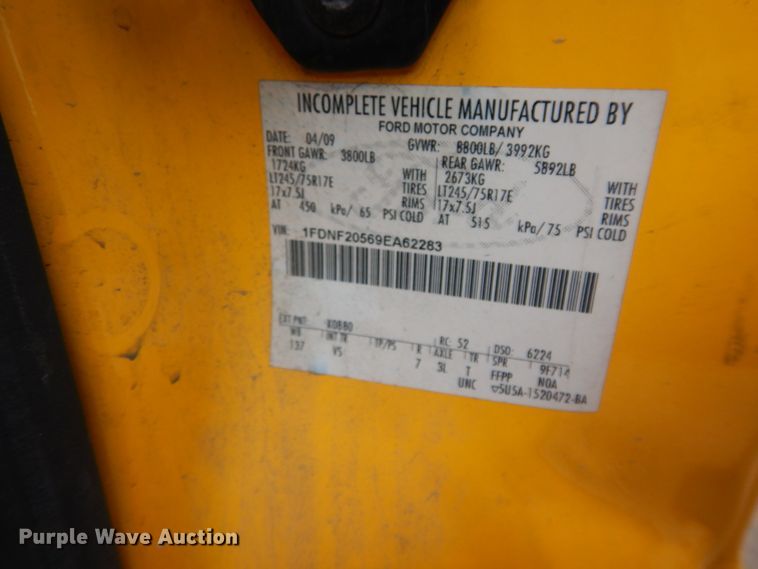 INCOMPLETE VEHICLE MANUFACTURED BY
FORD MOTOR COMPANY
DATE: 04/09 GVWR: 8800LB/ 3992KG
FRONT GAWR: 3800LB REAR GAWR: 5892LB
1724KG WITH 2673KG WITH
LT245/75R17E TIRES LT245/75R17E TIRES
17x7.5J RIMS 17x7.5J RIMS
AT 450 kPa/ 65 PSI COLD AT 515 kPa/75 PSI COLD
VIN: 1FDNF20569EA62283
EXT PNT: RC: 52 DSO: 6224
WB INT TR TP/PS R AXLE TR SPR 9F714
137 VS 7 3L T FFPP NOA
UNC 5U5A-1520472-BA
Purple Wave Auction
Purple Wave Auction